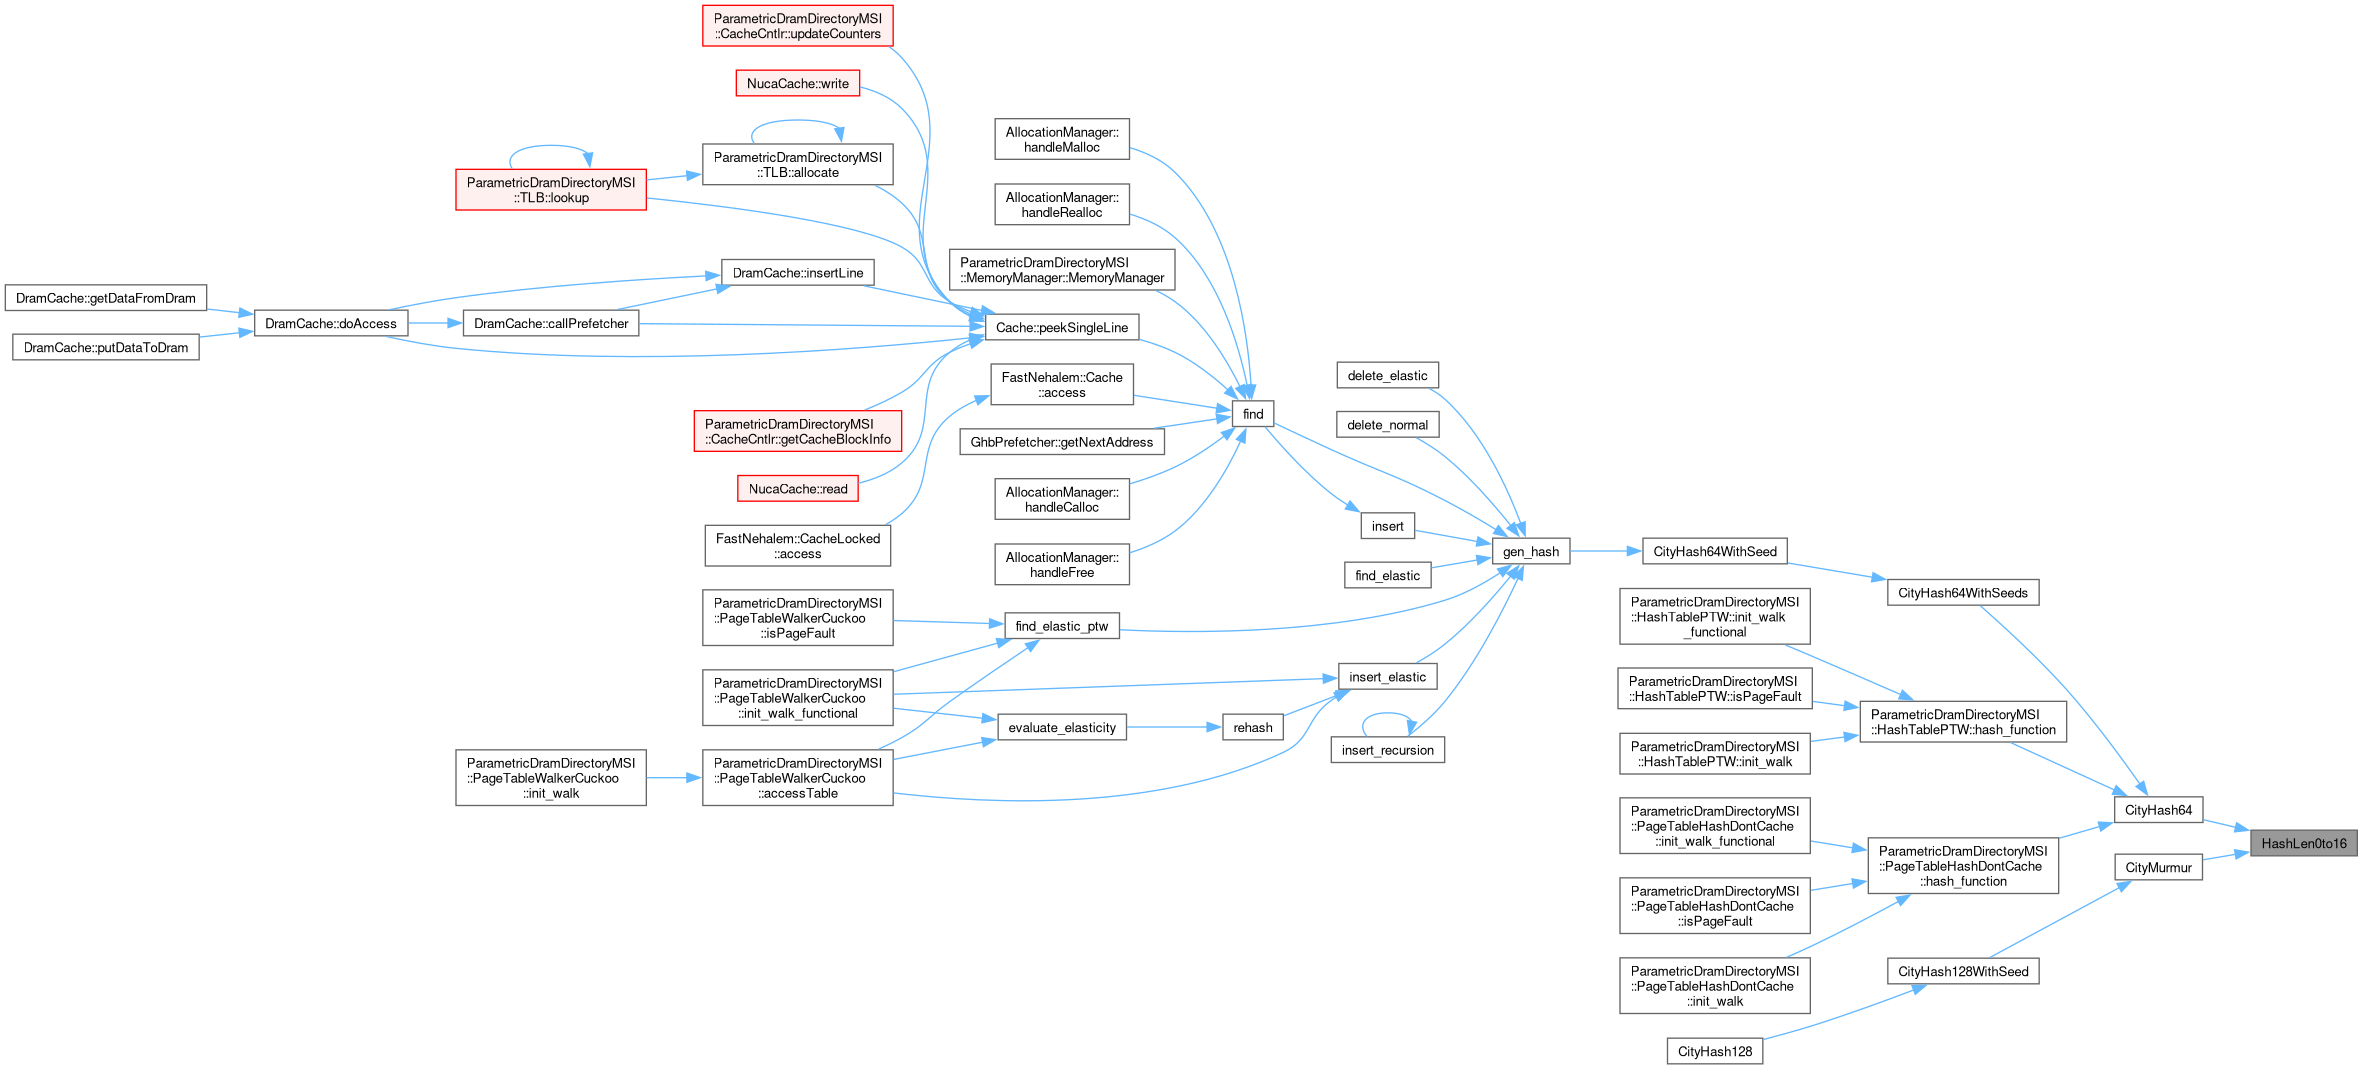 ParametricDramDirectoryMSI
::CacheCntlr::updateCounters
NucaCache::write
ParametricDramDirectoryMSI
::TLB::allocate
ParametricDramDirectoryMSI
::TLB::lookup
DramCache::insertLine
DramCache::getDataFromDram
DramCache::putDataToDram
DramCache::doAccess
DramCache::callPrefetcher
ParametricDramDirectoryMSI
::CacheCntlr::getCacheBlockInfo
NucaCache::read
FastNehalem::CacheLocked
::access
AllocationManager::
handleMalloc
AllocationManager::
handleRealloc
ParametricDramDirectoryMSI
::MemoryManager::MemoryManager
Cache::peekSingleLine
FastNehalem::Cache
::access
GhbPrefetcher::getNextAddress
AllocationManager::
handleCalloc
AllocationManager::
handleFree
find
delete_elastic
delete_normal
insert
find_elastic
gen_hash
CityHash64WithSeed
CityHash64WithSeeds
ParametricDramDirectoryMSI
::PageTableWalkerCuckoo
::isPageFault
find_elastic_ptw
ParametricDramDirectoryMSI
::PageTableWalkerCuckoo
::init_walk_functional
insert_elastic
evaluate_elasticity
rehash
insert_recursion
ParametricDramDirectoryMSI
::PageTableWalkerCuckoo
::init_walk
ParametricDramDirectoryMSI
::PageTableWalkerCuckoo
::accessTable
ParametricDramDirectoryMSI
::HashTablePTW::init_walk
_functional
ParametricDramDirectoryMSI
::HashTablePTW::isPageFault
ParametricDramDirectoryMSI
::HashTablePTW::init_walk
ParametricDramDirectoryMSI
::HashTablePTW::hash_function
ParametricDramDirectoryMSI
::PageTableHashDontCache
::init_walk_functional
ParametricDramDirectoryMSI
::PageTableHashDontCache
::isPageFault
ParametricDramDirectoryMSI
::PageTableHashDontCache
::init_walk
ParametricDramDirectoryMSI
::PageTableHashDontCache
::hash_function
CityHash64
HashLen0to16
CityMurmur
CityHash128WithSeed
CityHash128